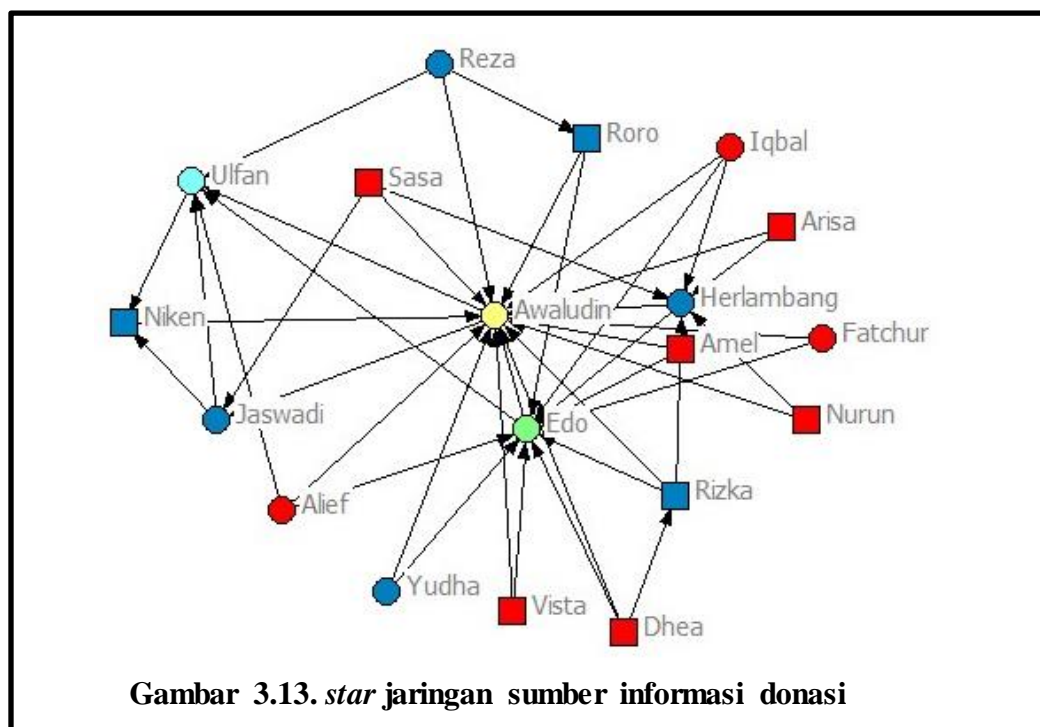 Reza
Roro
Iqbal
Ulfan
Sasa
Arisa
Herlambang
Awaludin
Niken
Fatchur
Amel
Jaswadi
Edo
Nurun
Rizka
Alief
Yudha
Vista
Dhea
Gambar 3.13. star jaringan sumber informasi donasi